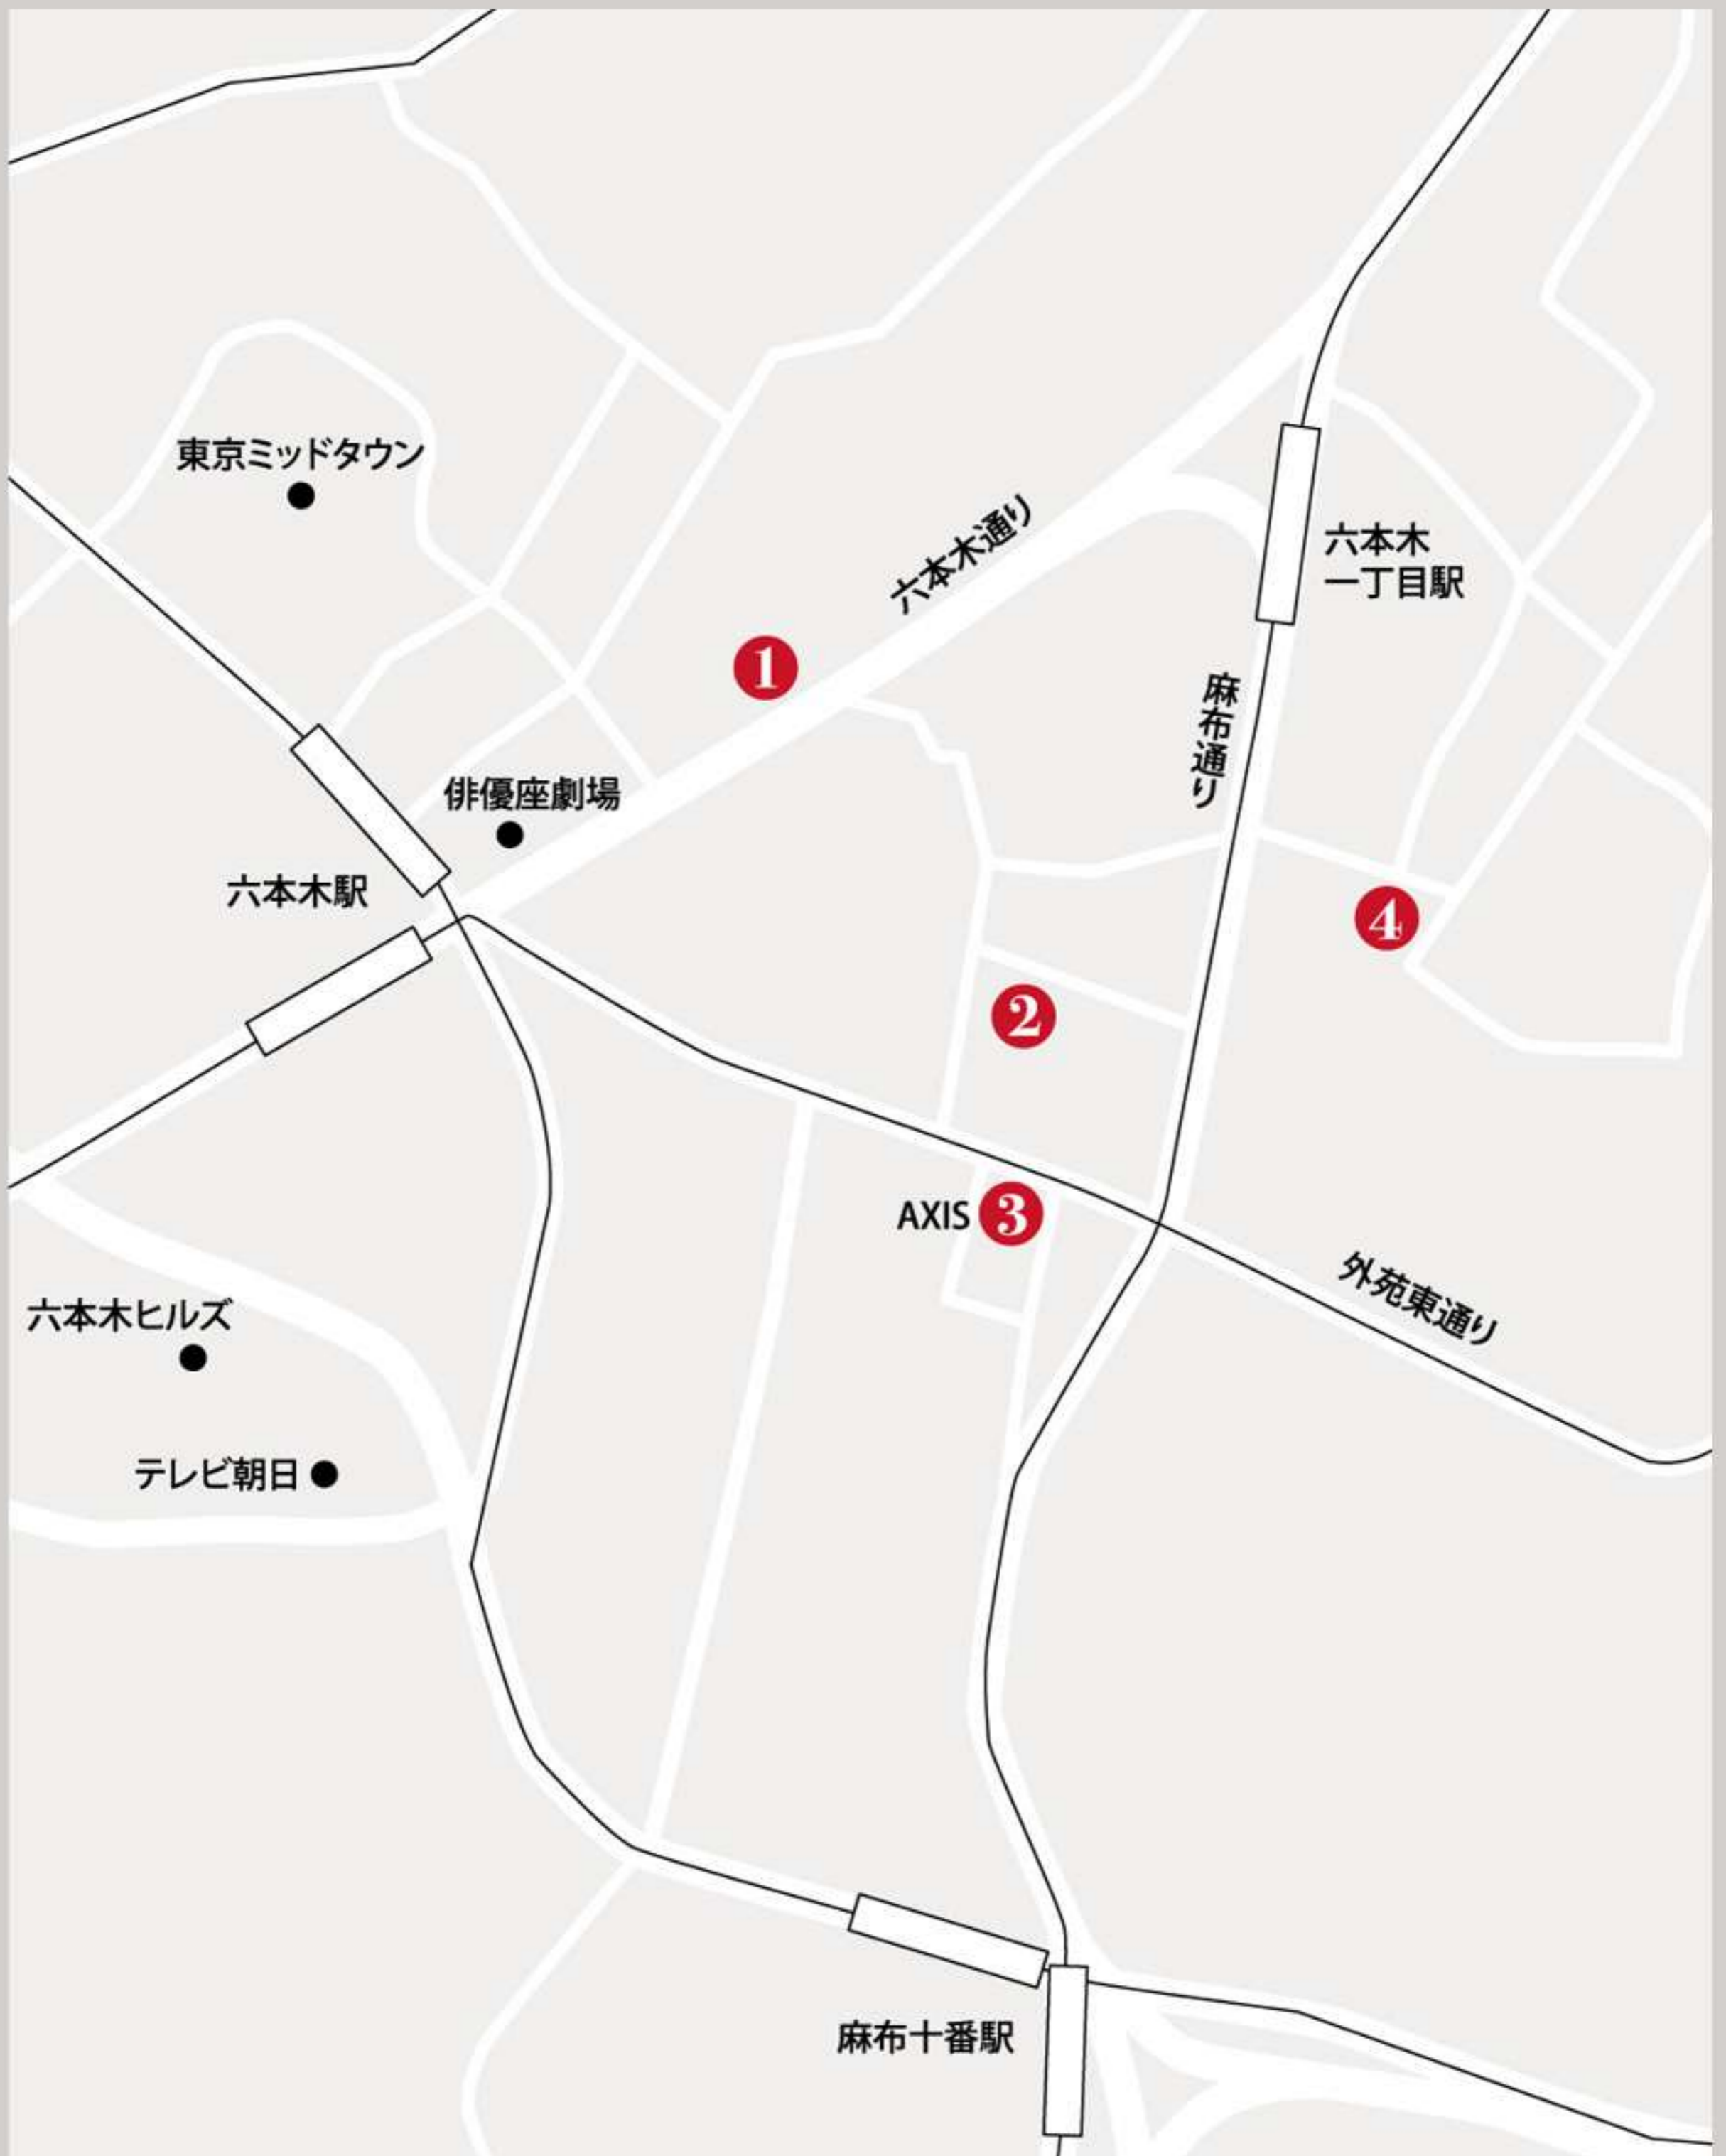 東京ミッドタウン
六本木通り
六本木
一丁目駅
1
麻布通り
俳優座劇場
六本木駅
4
2
AXIS 3
外苑東通り
六本木ヒルズ
テレビ朝日
麻布十番駅